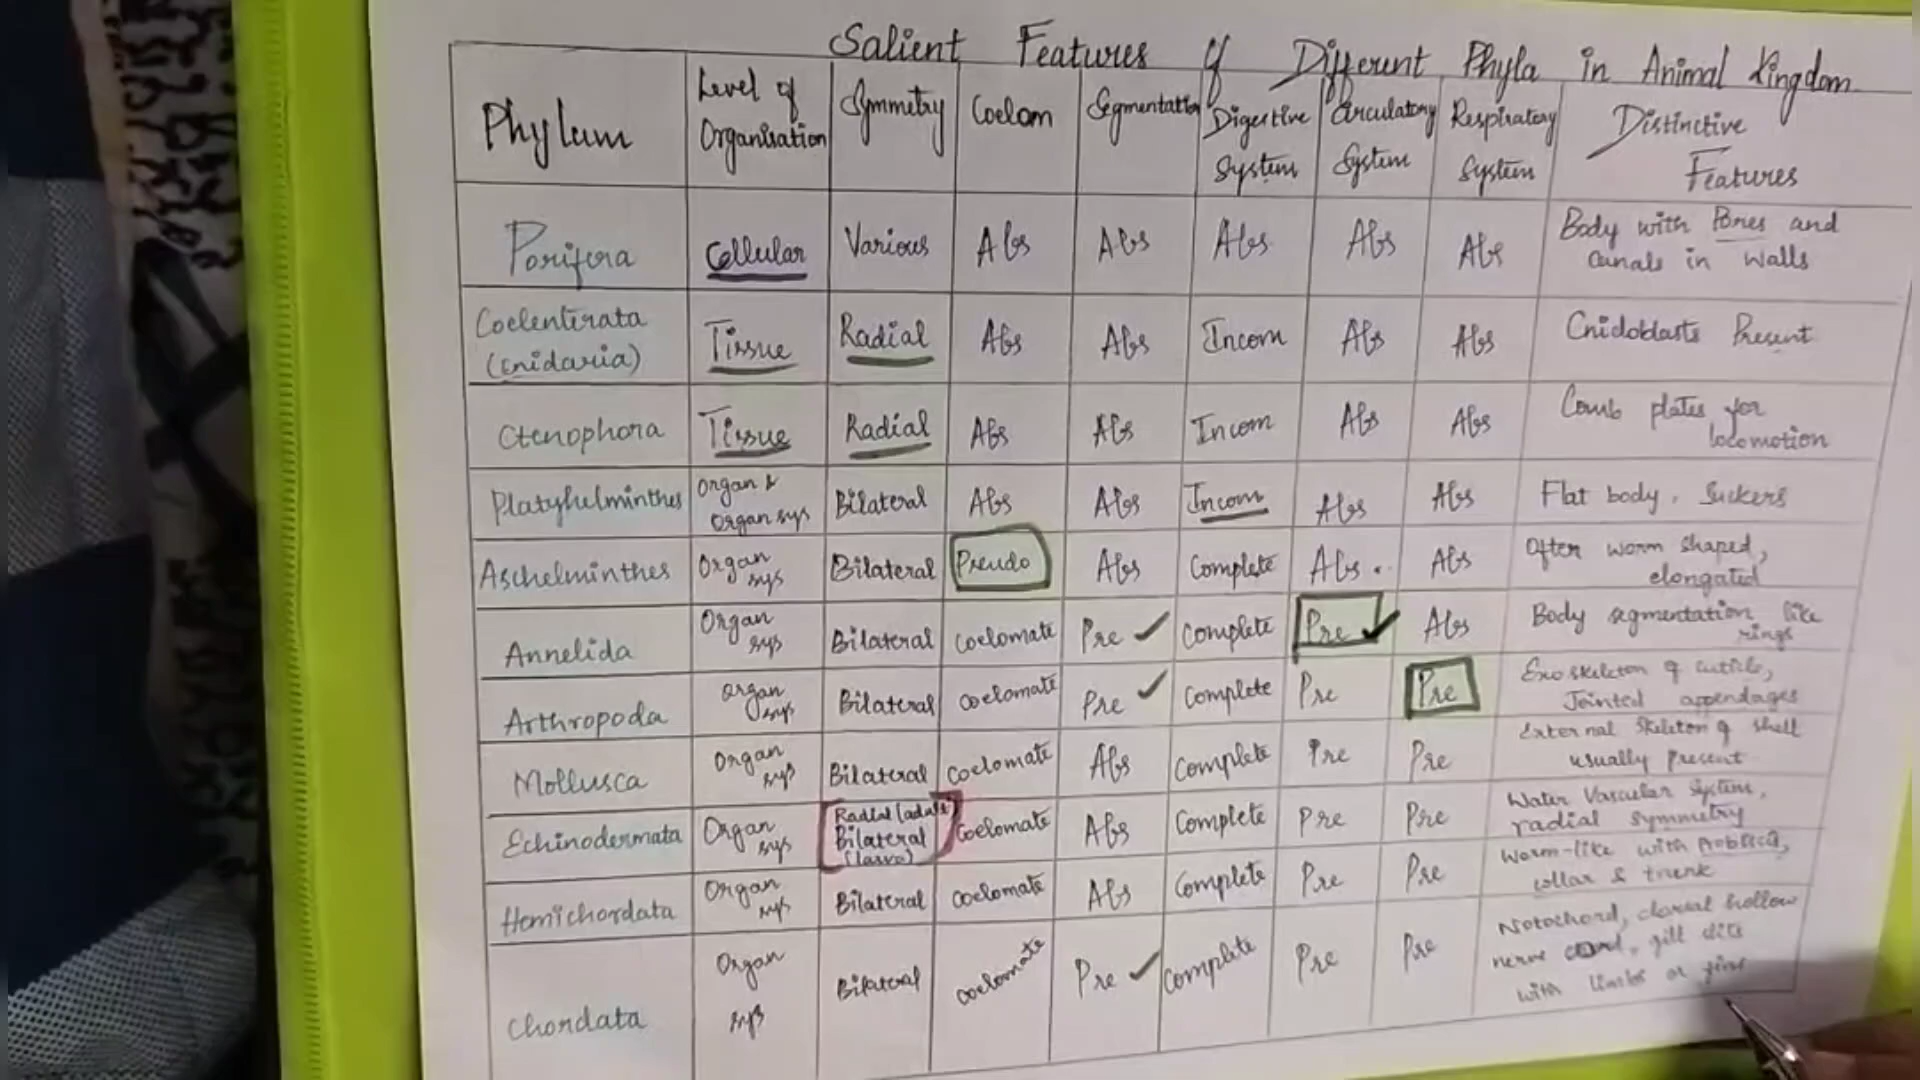 Salient Features of Different Phyla in Animal Kingdom
Phylum
Level of
Organisation
Symmetry
Coelom
Segmentation
Digestive
System
Circulatory
System
Respiratory
System
Distinctive
Features
Porifera
Cellular
Various
Abs
Abs
Abs
Abs
Abs
Body with Pores and
canals in walls
Coelenterata
(cnidaria)
Tissue
Radial
Abs
Abs
Incom
Abs
Abs
Cnidoblasts Present
Ctenophora
Tissue
Radial
Abs
Abs
Incom
Abs
Abs
Comb plates for
locomotion
Platyhelminthes
Organ &
Organ sys
Bilateral
Abs
Abs
Incom
Abs
Abs
Flat body, Suckers
Aschelminthes
Organ
sys
Bilateral
Pseudo
Abs
Complete
Abs
Abs
Often worm shaped,
elongated
Annelida
Organ
sys
Bilateral
Coelomate
Pre ✓
Complete
Pre ✓
Abs
Body segmentation like
rings
Arthropoda
Organ
sys
Bilateral
Coelomate
Pre ✓
Complete
Pre
Pre
Exoskeleton of cuticle,
Jointed appendages
Mollusca
Organ
sys
Bilateral
Coelomate
Abs
Complete
Pre
Pre
External Skeleton of shell
usually present
Echinodermata
Organ
sys
Radial (adult)
Bilateral
(larva)
Coelomate
Abs
Complete
Pre
Pre
Water Vascular System,
radial symmetry
Hemichordata
Organ
sys
Bilateral
Coelomate
Abs
Complete
Pre
Pre
Worm-like with
collar & trunk
Chordata
Organ
sys
Bilateral
Coelomate
Pre ✓
Complete
Pre
Pre
Notochord, dorsal hollow
nerve cord, gill slits
with limbs or fins